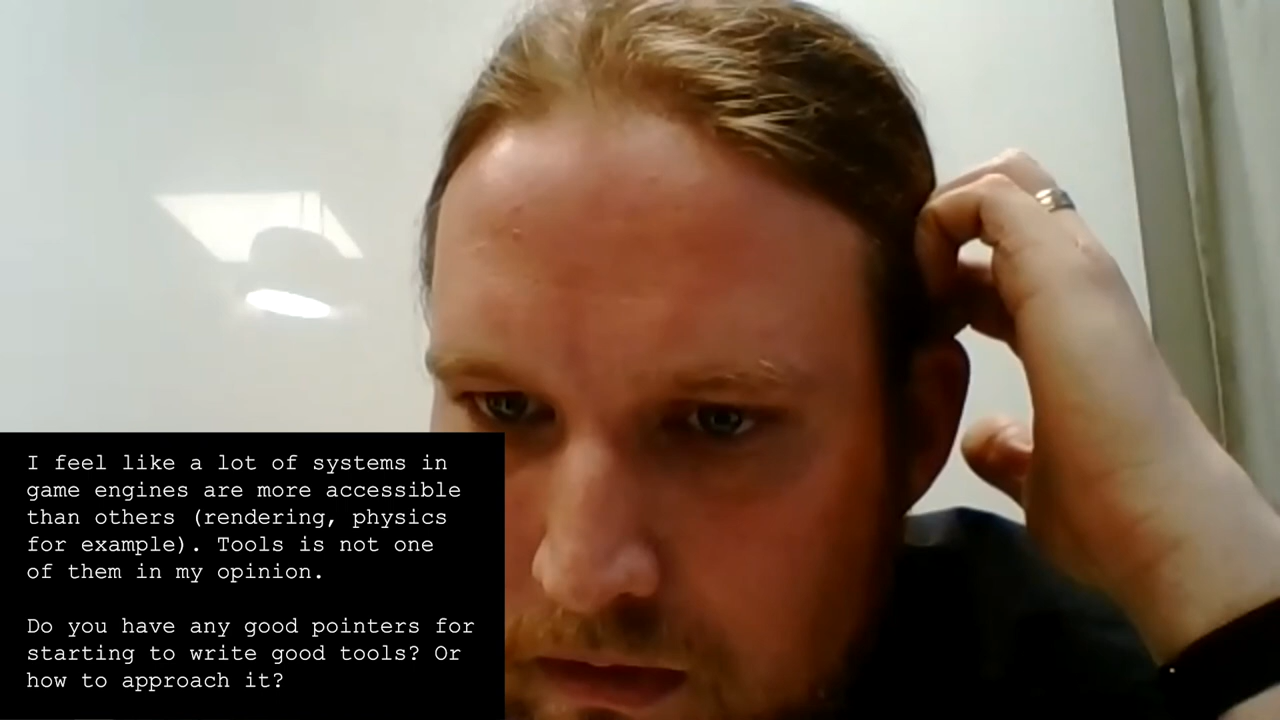 I feel like a lot of systems in
game engines are more accessible
than others (rendering, physics
for example). Tools is not one
of them in my opinion.
Do you have any good pointers for
starting to write good tools? Or
how to approach it?